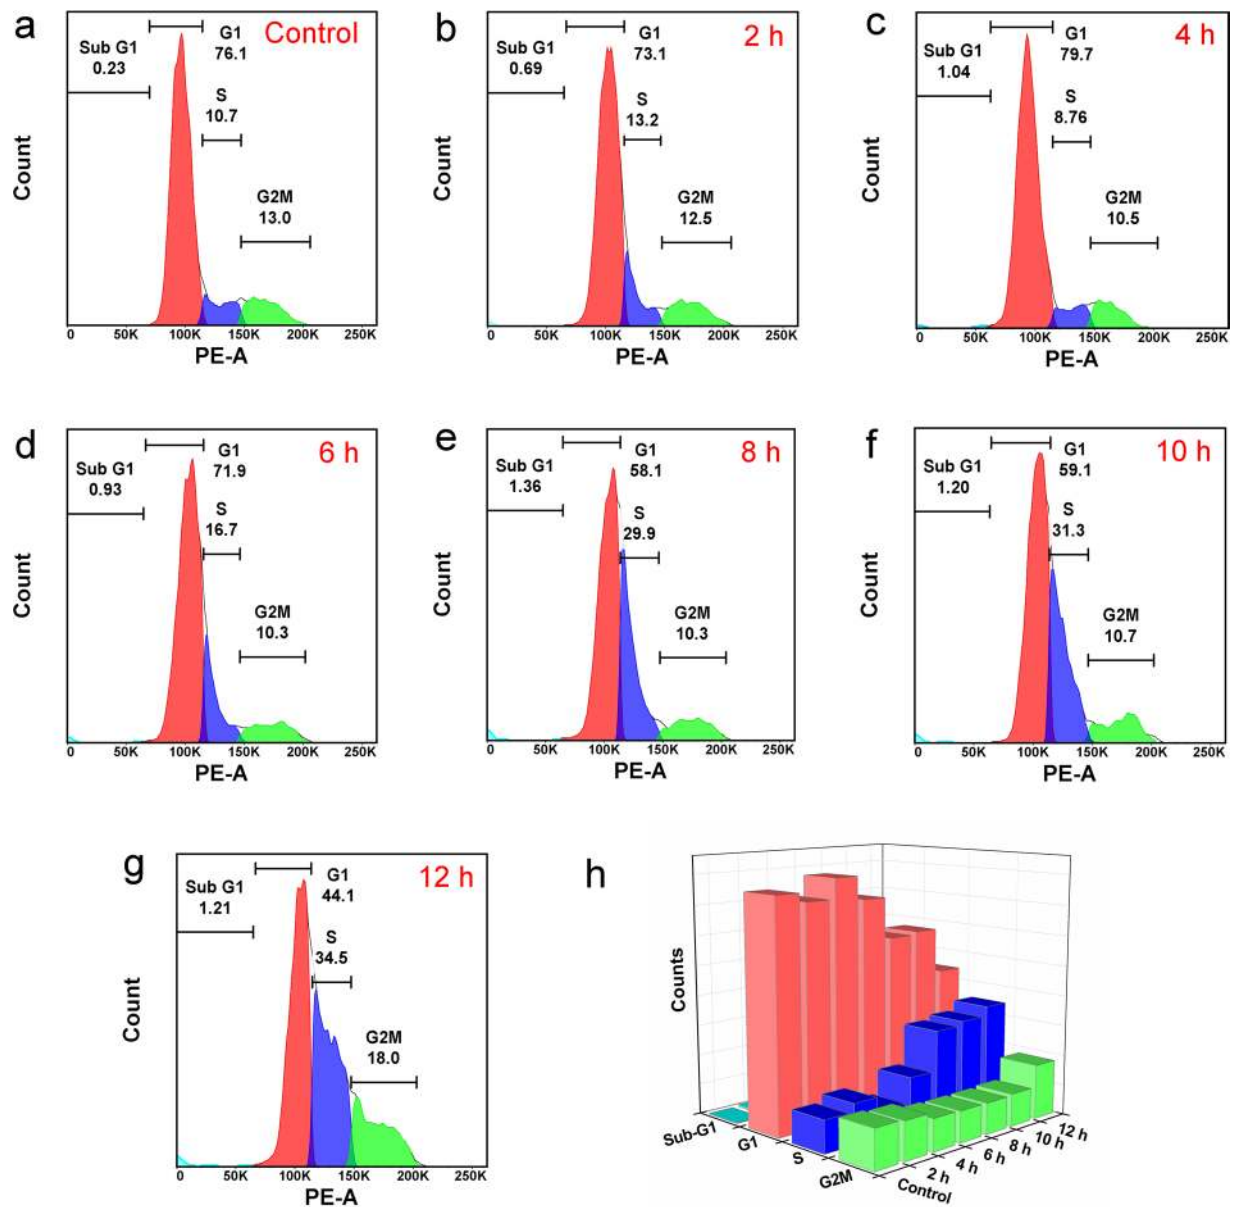 a
Control
Sub G1
0.23
G1
76.1
S
10.7
G2M
13.0
Count
0 50K 100K 150K 200K 250K
PE-A
b
2 h
Sub G1
0.69
G1
73.1
S
13.2
G2M
12.5
Count
0 50K 100K 150K 200K 250K
PE-A
c
4 h
Sub G1
1.04
G1
79.7
S
8.76
G2M
10.5
Count
0 50K 100K 150K 200K 250K
PE-A
d
6 h
Sub G1
0.93
G1
71.9
S
16.7
G2M
10.3
Count
0 50K 100K 150K 200K 250K
PE-A
e
8 h
Sub G1
1.36
G1
58.1
S
29.9
G2M
10.3
Count
0 50K 100K 150K 200K 250K
PE-A
f
10 h
Sub G1
1.20
G1
59.1
S
31.3
G2M
10.7
Count
0 50K 100K 150K 200K 250K
PE-A
g
12 h
Sub G1
1.21
G1
44.1
S
34.5
G2M
18.0
Count
0 50K 100K 150K 200K 250K
PE-A
h
Counts
Sub-G1
G1
S
G2M
Control
2 h
4 h
6 h
8 h
10 h
12 h